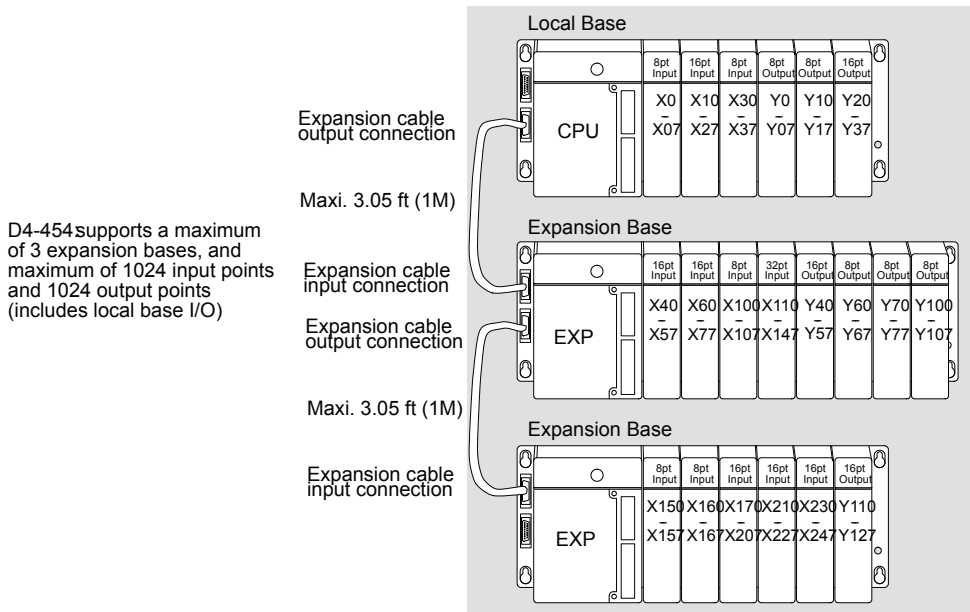 Local Base
8pt Input
16pt Input
8pt Input
8pt Output
8pt Output
16pt Output
CPU
X0 – X07
X10 – X27
X30 – X37
Y0 – Y07
Y10 – Y17
Y20 – Y37
Expansion cable
output connection
Maxi. 3.05 ft (1M)
D4-454 supports a maximum
of 3 expansion bases, and
maximum of 1024 input points
and 1024 output points
(includes local base I/O)
Expansion Base
16pt Input
16pt Input
8pt Input
32pt Input
16pt Output
8pt Output
8pt Output
8pt Output
Expansion cable
input connection
Expansion cable
output connection
EXP
X40 – X57
X60 – X77
X100 – X107
X110 – X147
Y40 – Y57
Y60 – Y67
Y70 – Y77
Y100 – Y107
Maxi. 3.05 ft (1M)
Expansion Base
8pt Input
8pt Input
16pt Input
16pt Input
16pt Input
16pt Output
Expansion cable
input connection
EXP
X150 – X157
X160 – X167
X170 – X207
X210 – X227
X230 – X247
Y110 – Y127